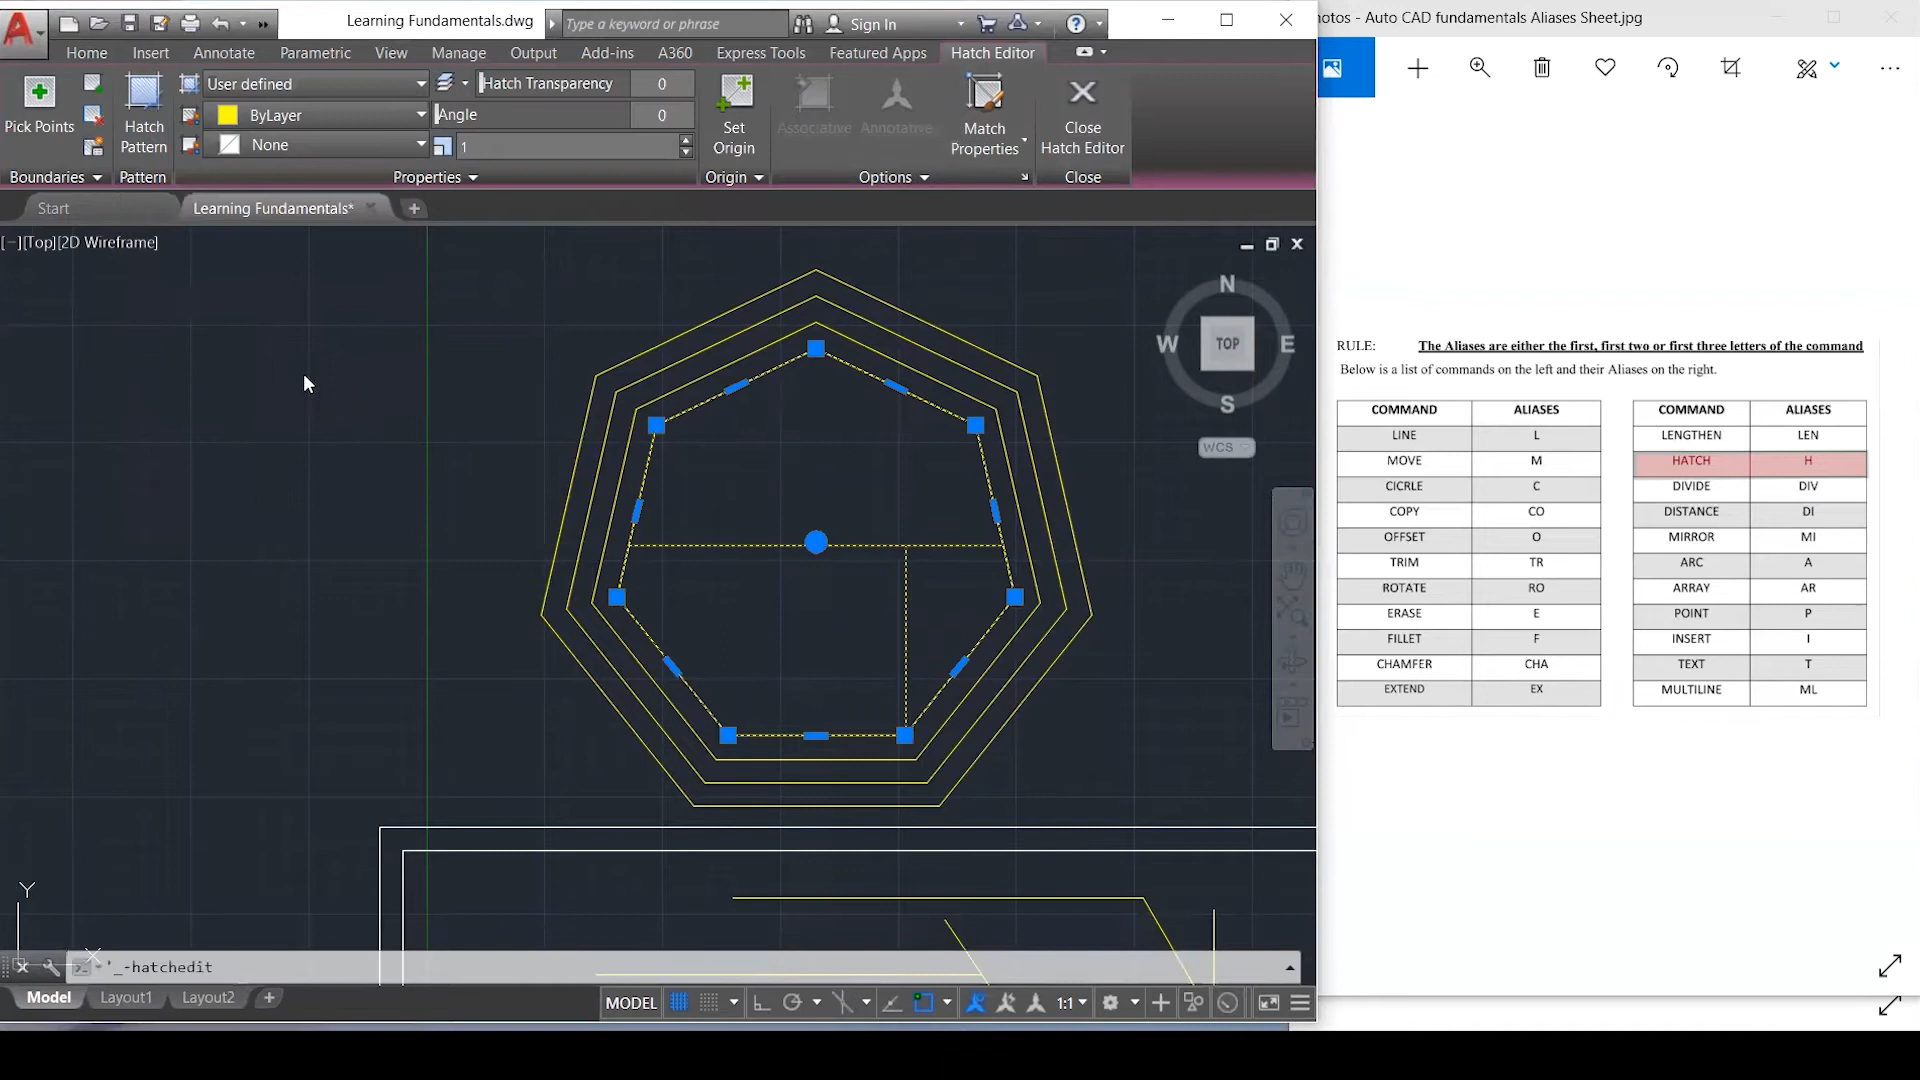 Learning Fundamentals.dwg
Type a keyword or phrase
Sign In
Home Insert Annotate Parametric View Manage Output Add-ins A360 Express Tools Featured Apps Hatch Editor
User defined
Hatch Transparency 0
ByLayer
Angle 0
None
1
Pick Points
Hatch Pattern
Set Origin
Associative
Annotative
Match Properties
Close Hatch Editor
Boundaries Pattern Properties Origin Options Close
Start Learning Fundamentals*
[−][Top][2D Wireframe]
N
W TOP E
S
WCS
Y
X
'_-hatchedit
Model Layout1 Layout2
MODEL 1:1
hotos - Auto CAD fundamentals Aliases Sheet.jpg
RULE: The Aliases are either the first, first two or first three letters of the command
Below is a list of commands on the left and their Aliases on the right.
COMMAND ALIASES
LINE L
MOVE M
CICRLE C
COPY CO
OFFSET O
TRIM TR
ROTATE RO
ERASE E
FILLET F
CHAMFER CHA
EXTEND EX
COMMAND ALIASES
LENGTHEN LEN
HATCH H
DIVIDE DIV
DISTANCE DI
MIRROR MI
ARC A
ARRAY AR
POINT P
INSERT I
TEXT T
MULTILINE ML